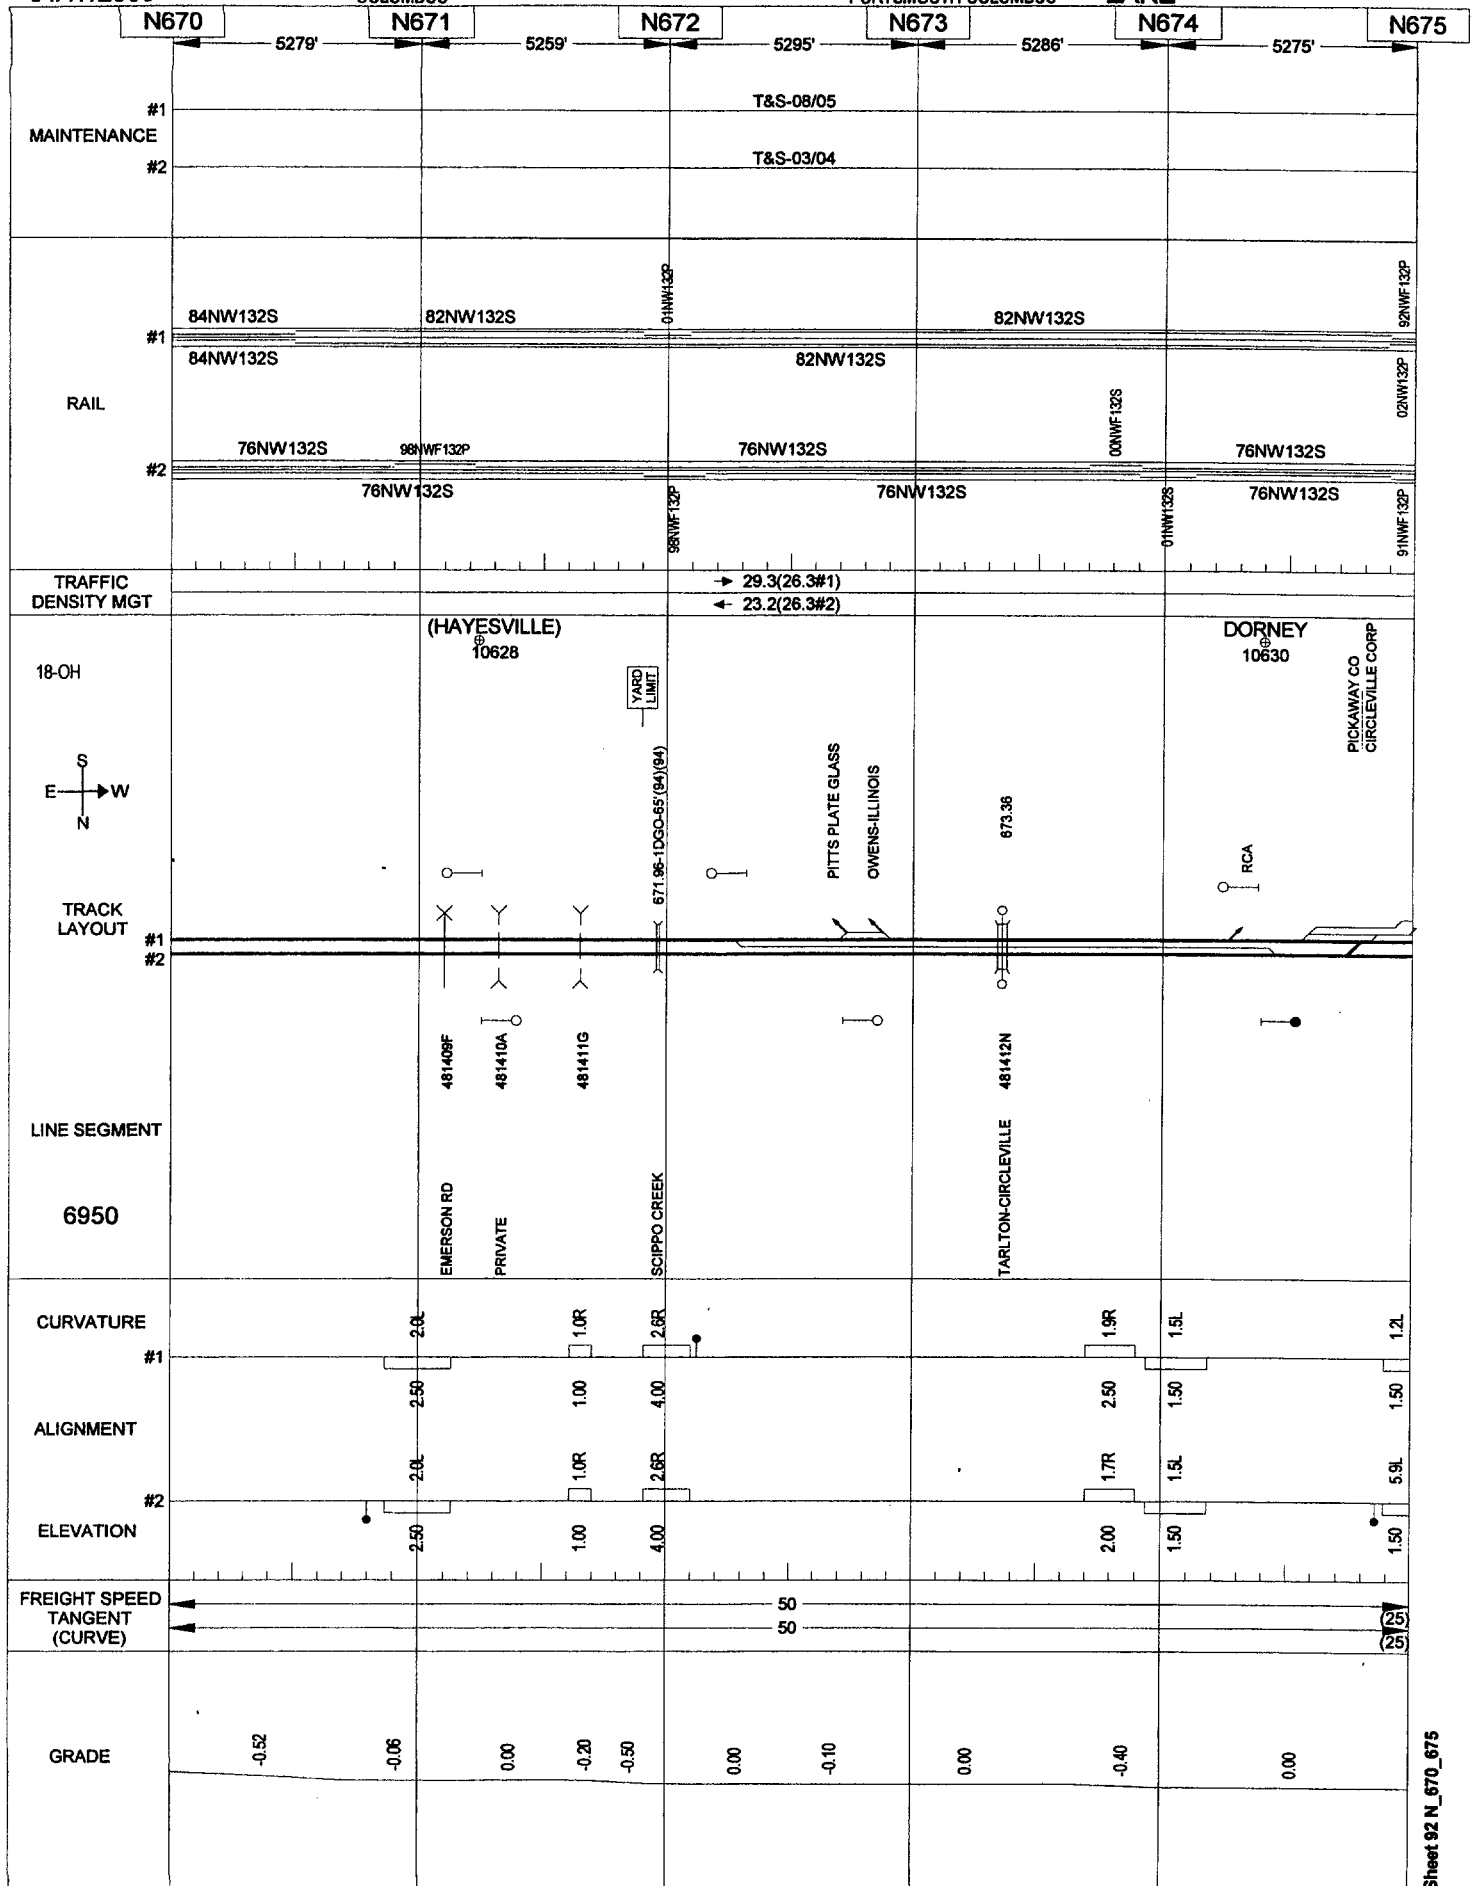 N670 N671 N672 N673 N674 N675
5279' 5259' 5295' 5286' 5275'
MAINTENANCE
#1
T&S-08/05
#2
T&S-03/04
RAIL
84NW132S 82NW132S 01NW132P 82NW132S 92NWF132P
#1
84NW132S 82NW132S 02NW132P
00NWF132S
76NW132S 98NWF132P 76NW132S 76NW132S
#2
76NW132S 98NWF132P 76NW132S 01NW132S 76NW132S 91NWF132P
TRAFFIC
DENSITY MGT
29.3(26.3#1)
23.2(26.3#2)
(HAYESVILLE)
10628
DORNEY
10630
18-OH
YARD
LIMIT
PICKAWAY CO
CIRCLEVILLE CORP
S
E W
N
671.96-1DGO-65'(94)(94)
PITTS PLATE GLASS
OWENS-ILLINOIS
673.36
RCA
TRACK
LAYOUT
#1
#2
481409F
481410A
481411G
481412N
LINE SEGMENT
6950
EMERSON RD
PRIVATE
SCIPPO CREEK
TARLTON-CIRCLEVILLE
CURVATURE
2.0L 1.0R 2.6R 1.9R 1.5L 1.2L
#1
2.50 1.00 4.00 2.50 1.50 1.50
ALIGNMENT
2.0L 1.0R 2.6R 1.7R 1.5L 5.9L
#2
ELEVATION
2.50 1.00 4.00 2.00 1.50 1.50
FREIGHT SPEED
TANGENT
(CURVE)
50
(25)
50
(25)
GRADE
-0.52 -0.06 0.00 -0.20 -0.50 0.00 -0.10 0.00 -0.40 0.00
Sheet 92 N_670_675